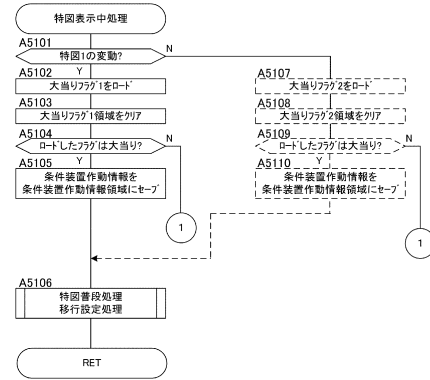 特図表示中処理
A5101
特図1の変動?
N
Y
A5102
大当りフラグ1をロード
A5103
大当りフラグ1領域をクリア
A5104
ロードしたフラグは大当り?
N
Y
A5105
条件装置作動情報を
条件装置作動情報領域にセーブ
1
A5107
大当りフラグ2をロード
A5108
大当りフラグ2領域をクリア
A5109
ロードしたフラグは大当り?
N
Y
A5110
条件装置作動情報を
条件装置作動情報領域にセーブ
1
A5106
特図普段処理
移行設定処理
RET